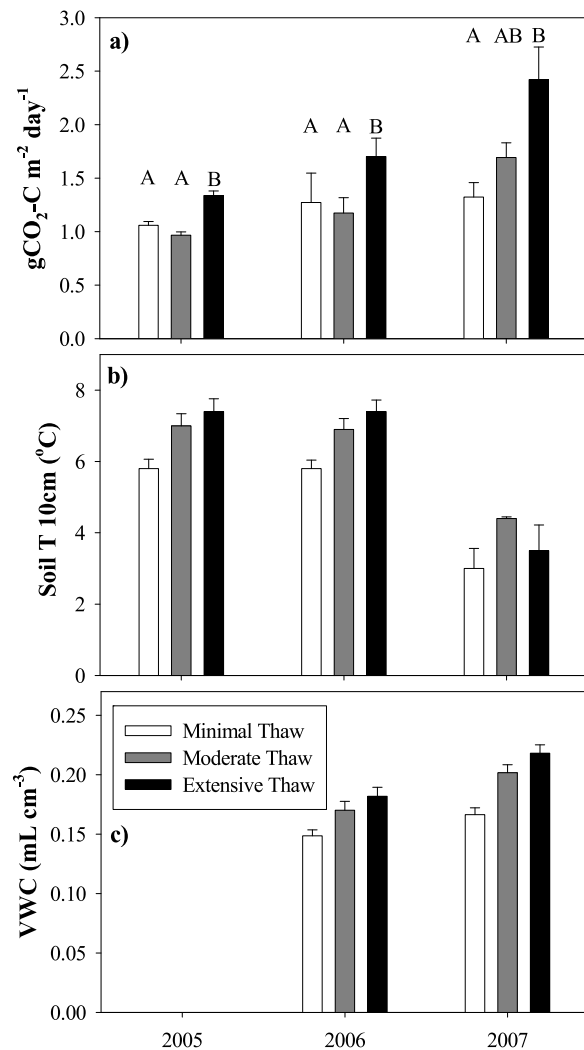 a)
gCO₂-C m⁻² day⁻¹
3.0
2.5
2.0
1.5
1.0
0.5
0.0
A A B
A A B
A AB B
b)
Soil T 10cm (°C)
8
6
4
2
0
c)
VWC (mL cm⁻³)
0.25
0.20
0.15
0.10
0.05
0.00
Minimal Thaw
Moderate Thaw
Extensive Thaw
2005 2006 2007